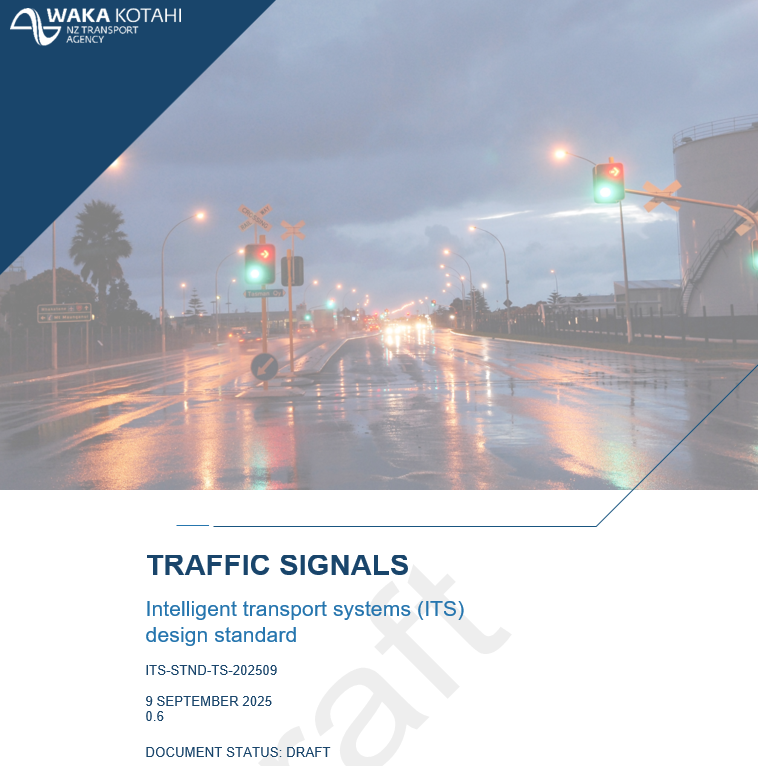 WAKA KOTAHI
NZ TRANSPORT
AGENCY
TRAFFIC SIGNALS
Intelligent transport systems (ITS)
design standard
ITS-STND-TS-202509
9 SEPTEMBER 2025
0.6
DOCUMENT STATUS: DRAFT
raft